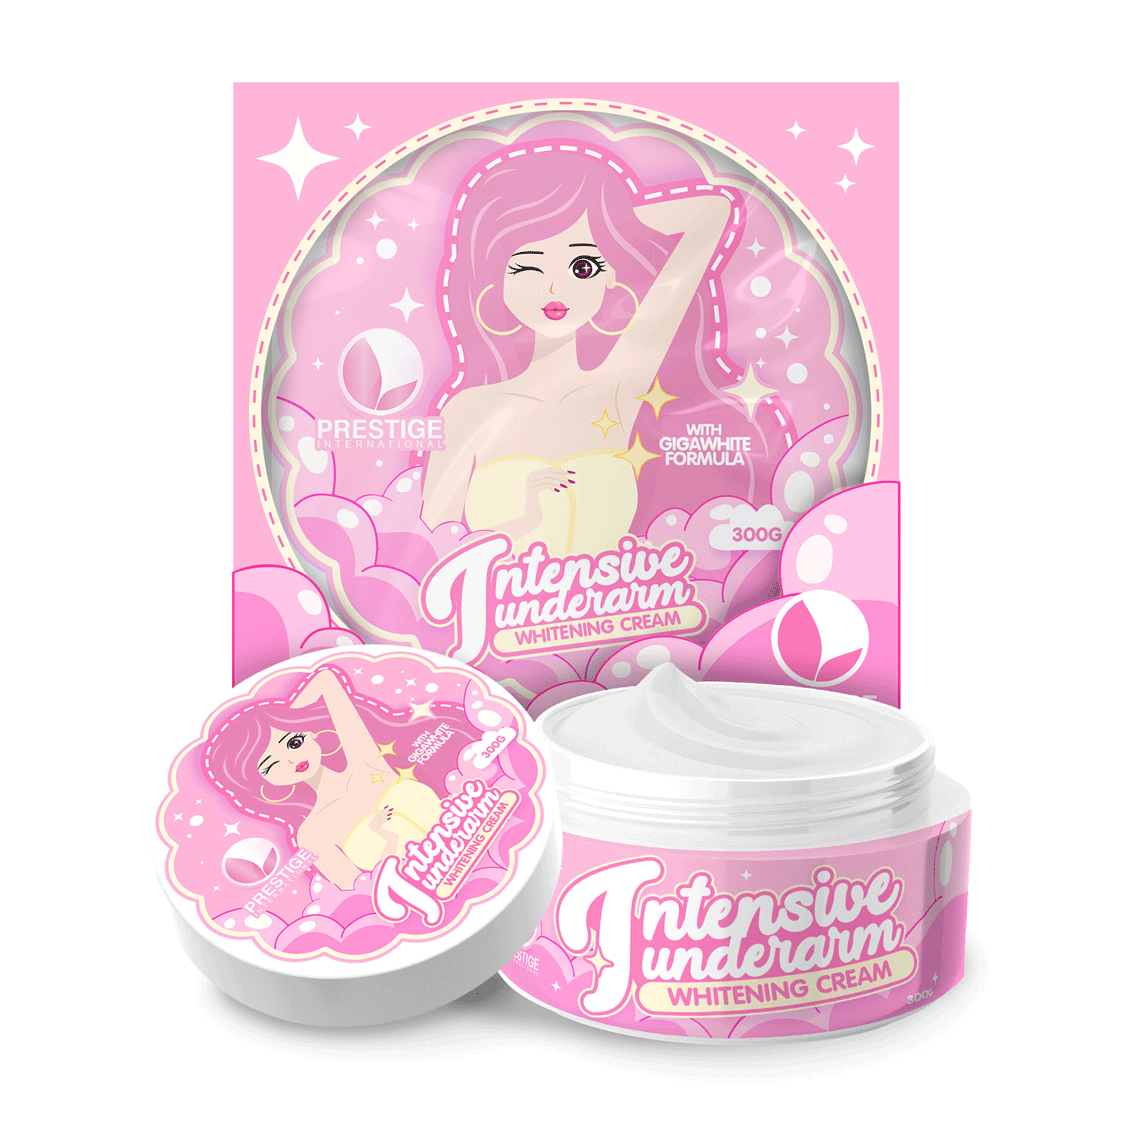 PRESTIGE
INTERNATIONAL
WITH
GIGAWHITE
FORMULA
300G
Intensive
underarm
WHITENING CREAM
WITH
GIGAWHITE
FORMULA
300G
PRESTIGE
INTERNATIONAL
Intensive
underarm
WHITENING CREAM
Intensive
underarm
WHITENING CREAM
PRESTIGE
300G